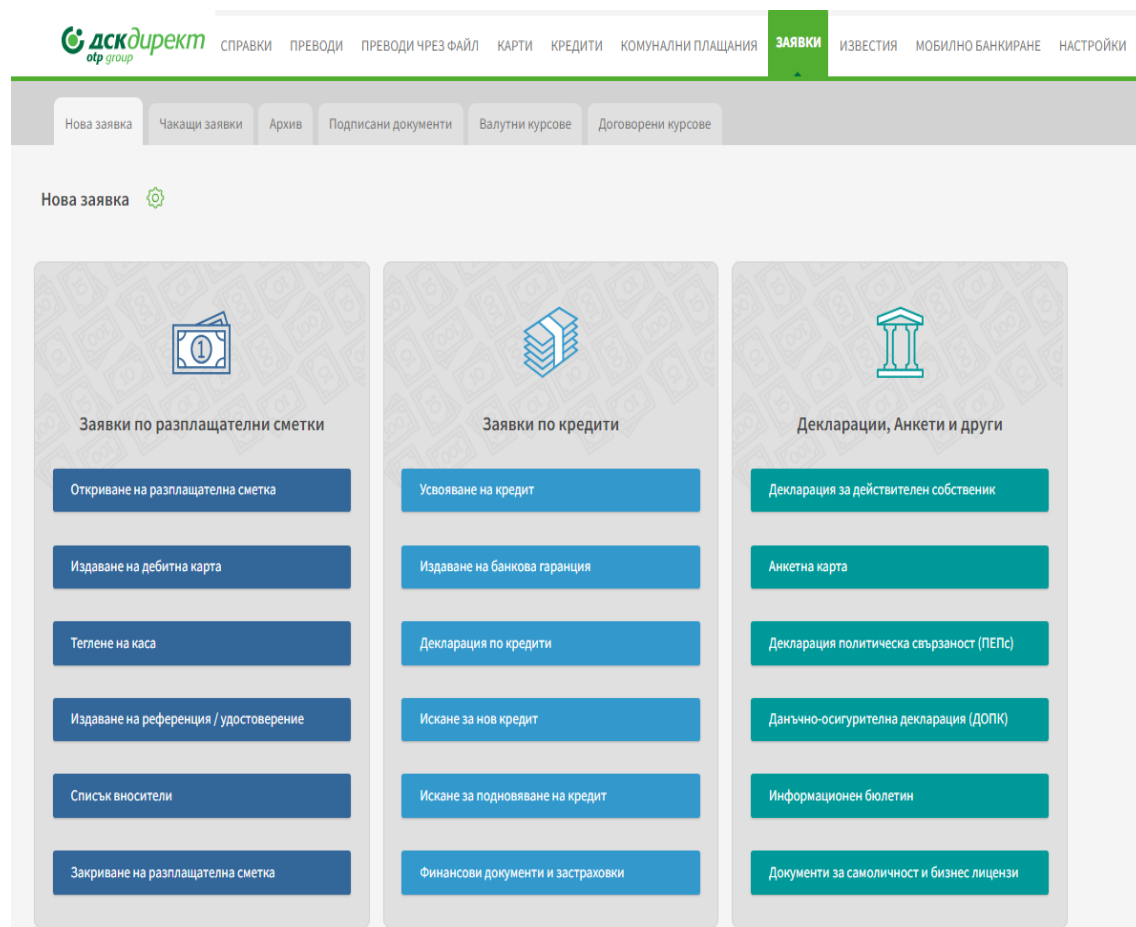 дскдирект
otp group
СПРАВКИ ПРЕВОДИ ПРЕВОДИ ЧРЕЗ ФАЙЛ КАРТИ КРЕДИТИ КОМУНАЛНИ ПЛАЩАНИЯ ЗАЯВКИ ИЗВЕСТИЯ МОБИЛНО БАНКИРАНЕ НАСТРОЙКИ
Нова заявка Чакащи заявки Архив Подписани документи Валутни курсове Договорени курсове
Нова заявка
1
Заявки по разплащателни сметки
Откриване на разплащателна сметка
Издаване на дебитна карта
Теглене на каса
Издаване на референция / удостоверение
Списък вносители
Закриване на разплащателна сметка
Заявки по кредити
Усвояване на кредит
Издаване на банкова гаранция
Декларация по кредити
Искане за нов кредит
Искане за подновяване на кредит
Финансови документи и застраховки
Декларации, Анкети и други
Декларация за действителен собственик
Анкетна карта
Декларация политическа свързаност (ПЕПс)
Данъчно-осигурителна декларация (ДОПК)
Информационен бюлетин
Документи за самоличност и бизнес лицензи